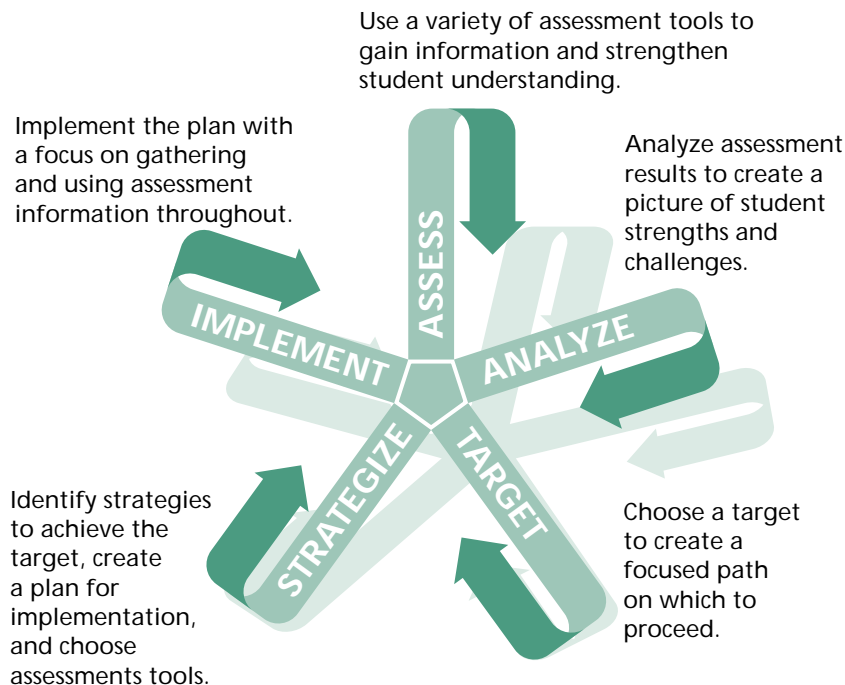 Use a variety of assessment tools to
gain information and strengthen
student understanding.
Implement the plan with
a focus on gathering
and using assessment
information throughout.
Analyze assessment
results to create a
picture of student
strengths and
challenges.
ASSESS
IMPLEMENT
ANALYZE
STRATEGIZE
TARGET
Identify strategies
to achieve the
target, create
a plan for
implementation,
and choose
assessments tools.
Choose a target
to create a
focused path
on which to
proceed.